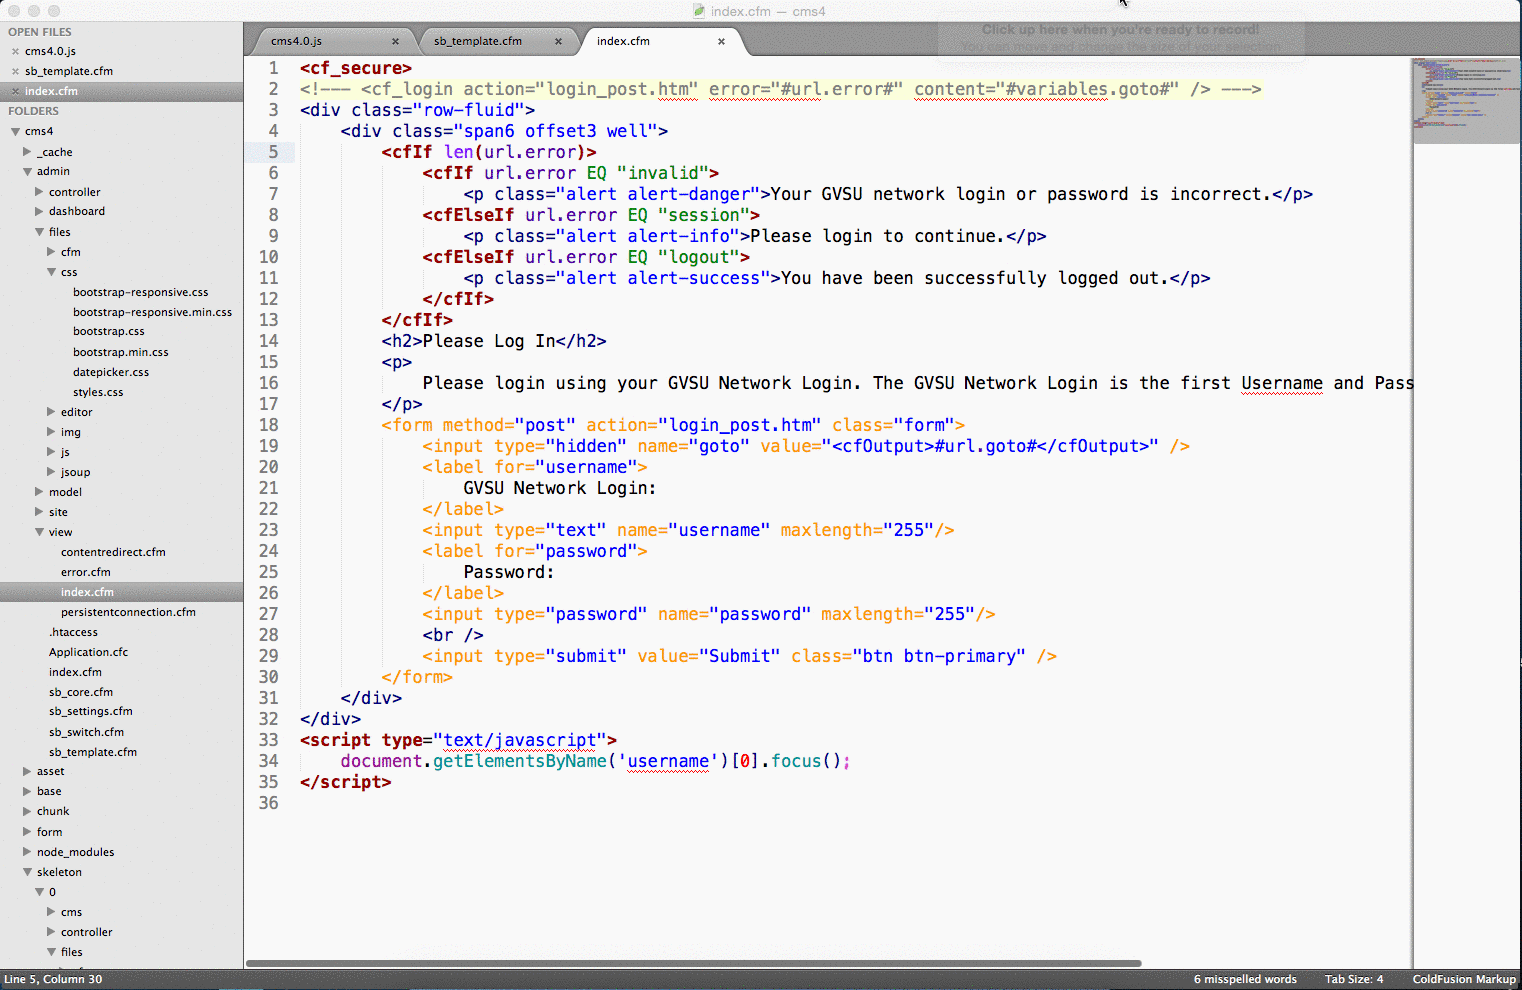 index.cfm — cms4
OPEN FILES
cms4.0.js
sb_template.cfm
index.cfm
FOLDERS
cms4
_cache
admin
controller
dashboard
files
cfm
css
bootstrap-responsive.css
bootstrap-responsive.min.css
bootstrap.css
bootstrap.min.css
datepicker.css
styles.css
editor
img
js
jsoup
model
site
view
contentredirect.cfm
error.cfm
index.cfm
persistentconnection.cfm
.htaccess
Application.cfc
index.cfm
sb_core.cfm
sb_settings.cfm
sb_switch.cfm
sb_template.cfm
asset
base
chunk
form
node_modules
skeleton
0
cms
controller
files
cms4.0.js × sb_template.cfm × index.cfm ×
Click up here when you're ready to record!
You can move and change the size of your selection
1 <cf_secure>
2 <!--- <cf_login action="login_post.htm" error="#url.error#" content="#variables.goto#" /> --->
3 <div class="row-fluid">
4 <div class="span6 offset3 well">
5 <cfIf len(url.error)>
6 <cfIf url.error EQ "invalid">
7 <p class="alert alert-danger">Your GVSU network login or password is incorrect.</p>
8 <cfElseIf url.error EQ "session">
9 <p class="alert alert-info">Please login to continue.</p>
10 <cfElseIf url.error EQ "logout">
11 <p class="alert alert-success">You have been successfully logged out.</p>
12 </cfIf>
13 </cfIf>
14 <h2>Please Log In</h2>
15 <p>
16 Please login using your GVSU Network Login. The GVSU Network Login is the first Username and Pass
17 </p>
18 <form method="post" action="login_post.htm" class="form">
19 <input type="hidden" name="goto" value="<cfOutput>#url.goto#</cfOutput>" />
20 <label for="username">
21 GVSU Network Login:
22 </label>
23 <input type="text" name="username" maxlength="255"/>
24 <label for="password">
25 Password:
26 </label>
27 <input type="password" name="password" maxlength="255"/>
28 <br />
29 <input type="submit" value="Submit" class="btn btn-primary" />
30 </form>
31 </div>
32 </div>
33 <script type="text/javascript">
34 document.getElementsByName('username')[0].focus();
35 </script>
36
Line 5, Column 30
6 misspelled words
Tab Size: 4
ColdFusion Markup